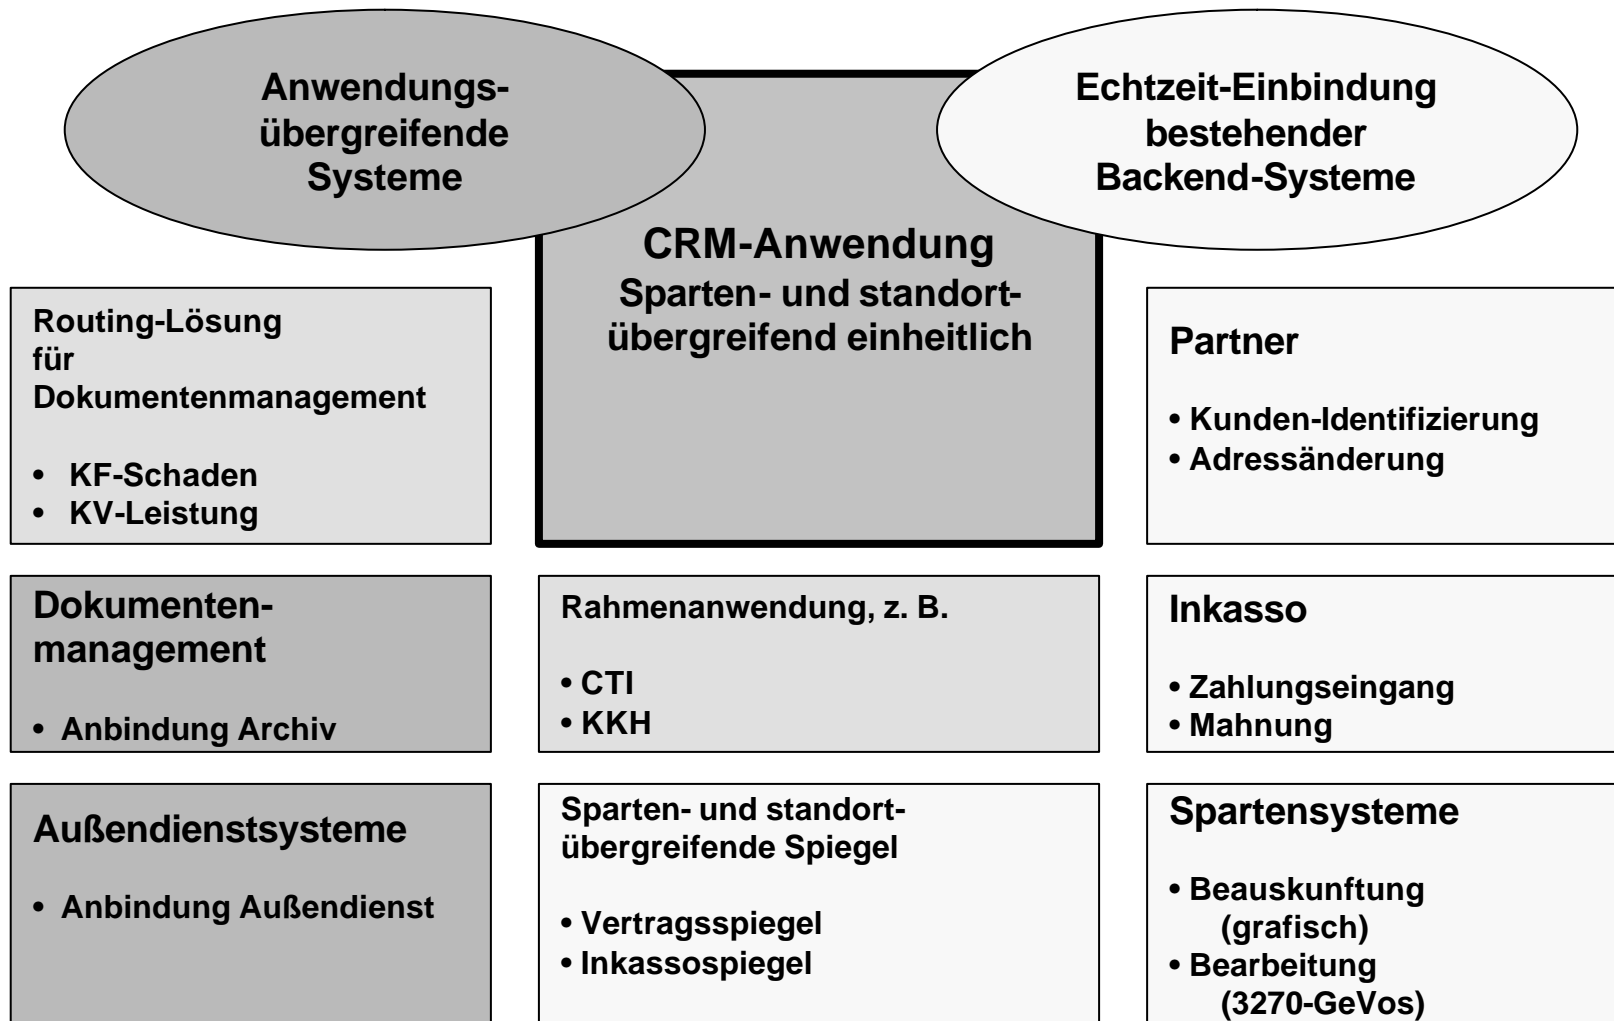 Anwendungs-
übergreifende
Systeme
Echtzeit-Einbindung
bestehender
Backend-Systeme
CRM-Anwendung
Sparten- und standort-
übergreifend einheitlich
Routing-Lösung
für
Dokumentenmanagement
• KF-Schaden
• KV-Leistung
Partner
• Kunden-Identifizierung
• Adressänderung
Dokumenten-
management
• Anbindung Archiv
Rahmenanwendung, z. B.
• CTI
• KKH
Inkasso
• Zahlungseingang
• Mahnung
Außendienstsysteme
• Anbindung Außendienst
Sparten- und standort-
übergreifende Spiegel
• Vertragsspiegel
• Inkassospiegel
Spartensysteme
• Beauskunftung
(grafisch)
• Bearbeitung
(3270-GeVos)